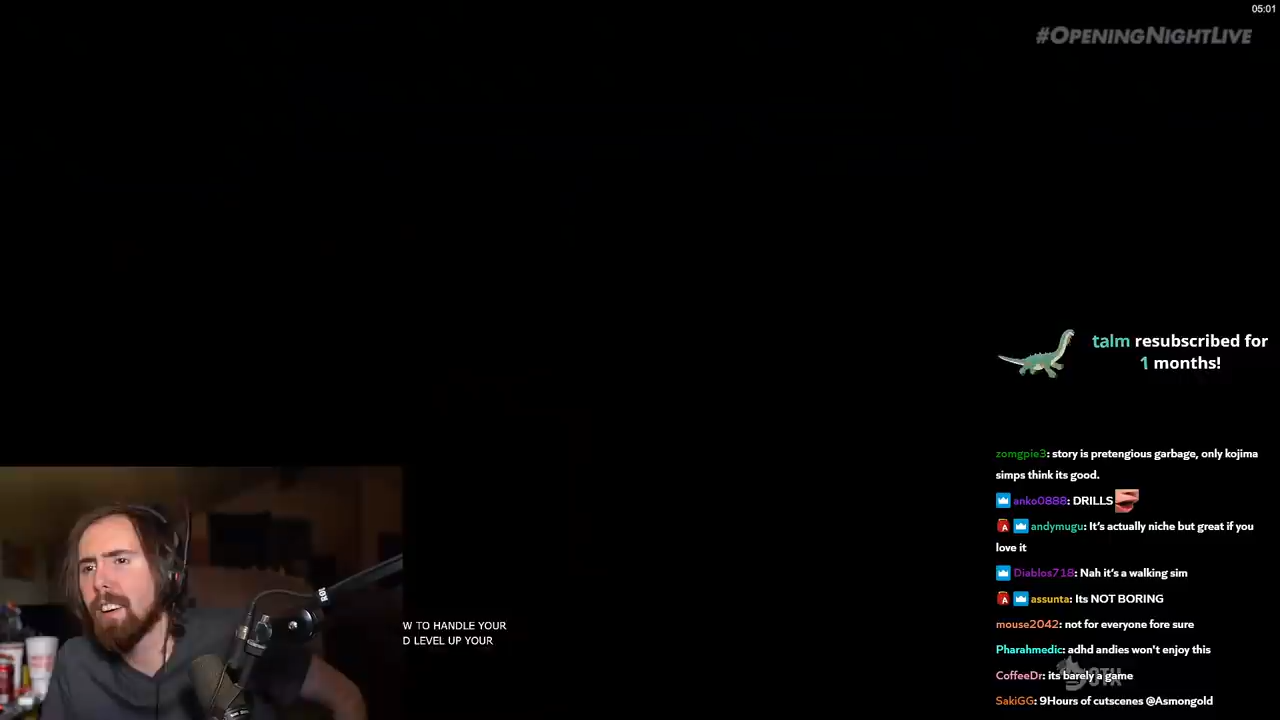 05:01
#OPENINGNIGHTLIVE
talm resubscribed for
1 months!
zomgpie3: story is pretengious garbage, only kojima
simps think its good.
anko0888: DRILLS
andymugu: It's actually niche but great if you
love it
Diablos718: Nah it's a walking sim
assunta: Its NOT BORING
W TO HANDLE YOUR
mouse2042: not for everyone fore sure
D LEVEL UP YOUR
Pharahmedic: adhd andies won't enjoy this
CoffeeDr: its barely a game
SakiGG: 9Hours of cutscenes @Asmongold